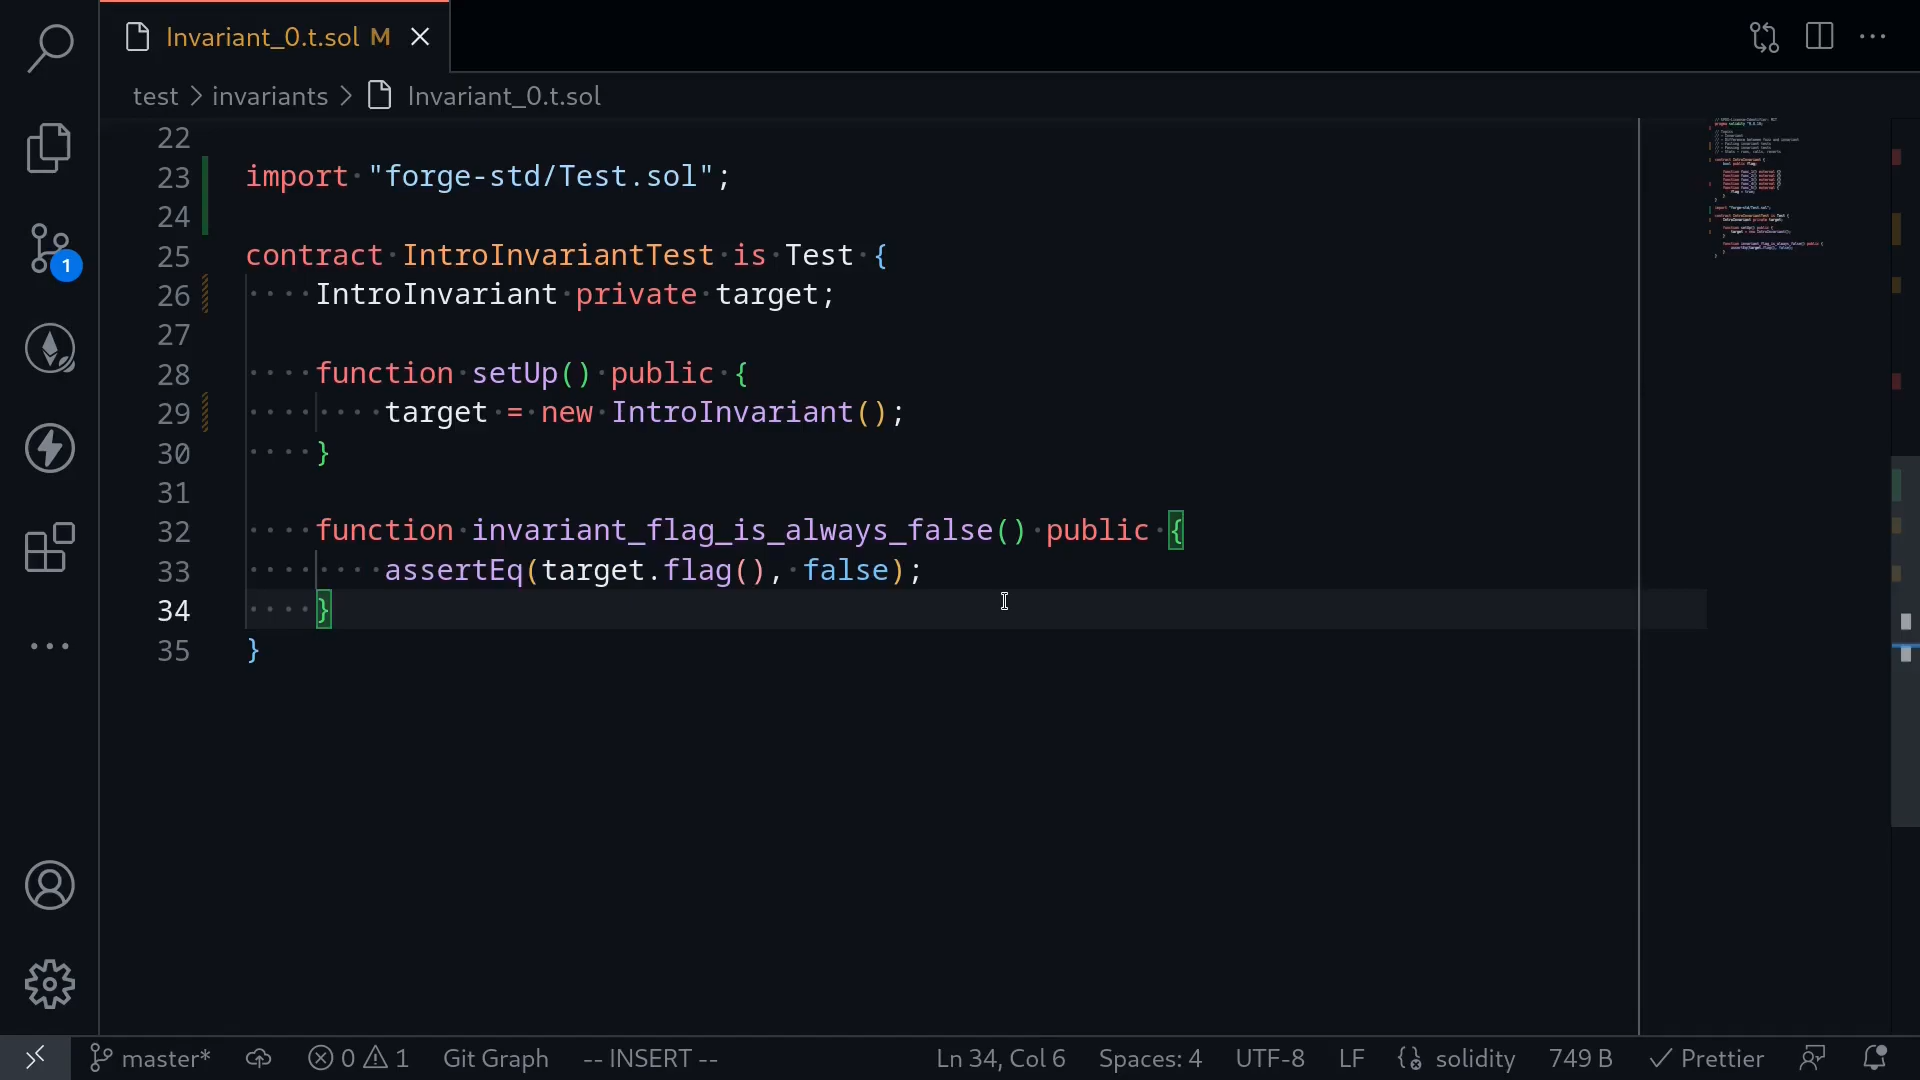 Invariant_0.t.sol M
test > invariants > Invariant_0.t.sol
22
23 import "forge-std/Test.sol";
24
25 contract IntroInvariantTest is Test {
26     IntroInvariant private target;
27
28     function setUp() public {
29         target = new IntroInvariant();
30     }
31
32     function invariant_flag_is_always_false() public {
33         assertEq(target.flag(), false);
34     }
35 }
1
master* 0 1 Git Graph -- INSERT -- Ln 34, Col 6 Spaces: 4 UTF-8 LF solidity 749 B Prettier